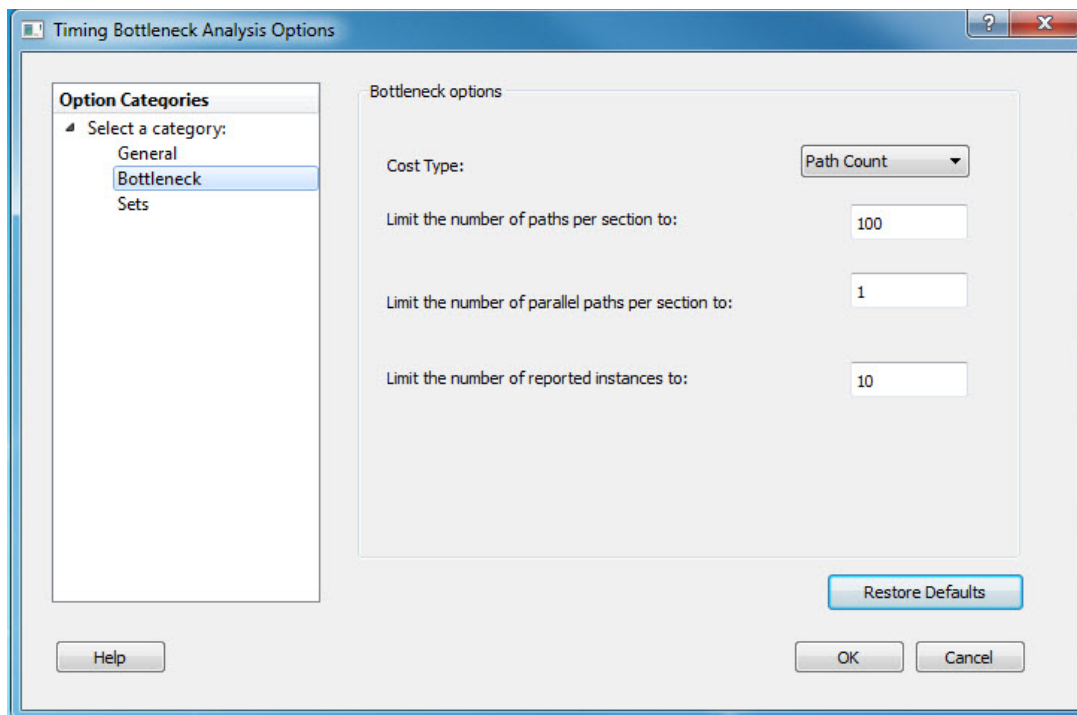 Timing Bottleneck Analysis Options
?
X
Option Categories
Select a category:
General
Bottleneck
Sets
Bottleneck options
Cost Type:
Path Count
Limit the number of paths per section to:
100
Limit the number of parallel paths per section to:
1
Limit the number of reported instances to:
10
Restore Defaults
Help
OK
Cancel